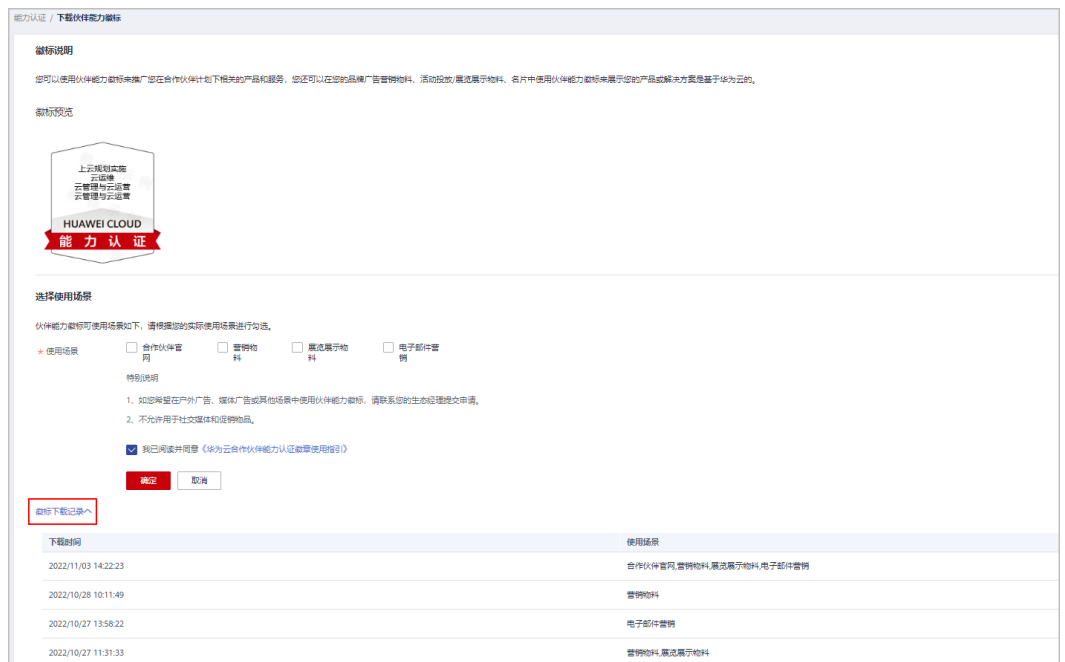 能力认证 / 下载伙伴能力徽标
徽标说明
您可以使用伙伴能力徽标来推广您在合作伙伴计划下相关的产品和服务，您还可以在您的品牌广告营销物料、活动投放/展览展示物料、名片中使用伙伴能力徽标来展示您的产品或解决方案是基于华为云的。
徽标预览
上云规划实施
云运维
云管理与云运营
云管理与云运营
HUAWEI CLOUD
能力认证
选择使用场景
伙伴能力徽标可使用场景如下，请根据您的实际使用场景进行勾选。
* 使用场景 合作伙伴官网 营销物料 展览展示物料 电子邮件营销
特别说明
1、如您希望在户外广告、媒体广告或其他场景中使用伙伴能力徽标，请联系您的生态经理提交申请。
2、不允许用于社交媒体和促销物品。
我已阅读并同意《华为云合作伙伴能力认证徽章使用指引》
确定 取消
徽标下载记录
下载时间 使用场景
2022/11/03 14:22:23 合作伙伴官网,营销物料,展览展示物料,电子邮件营销
2022/10/28 10:11:49 营销物料
2022/10/27 13:58:22 电子邮件营销
2022/10/27 11:31:33 营销物料,展览展示物料